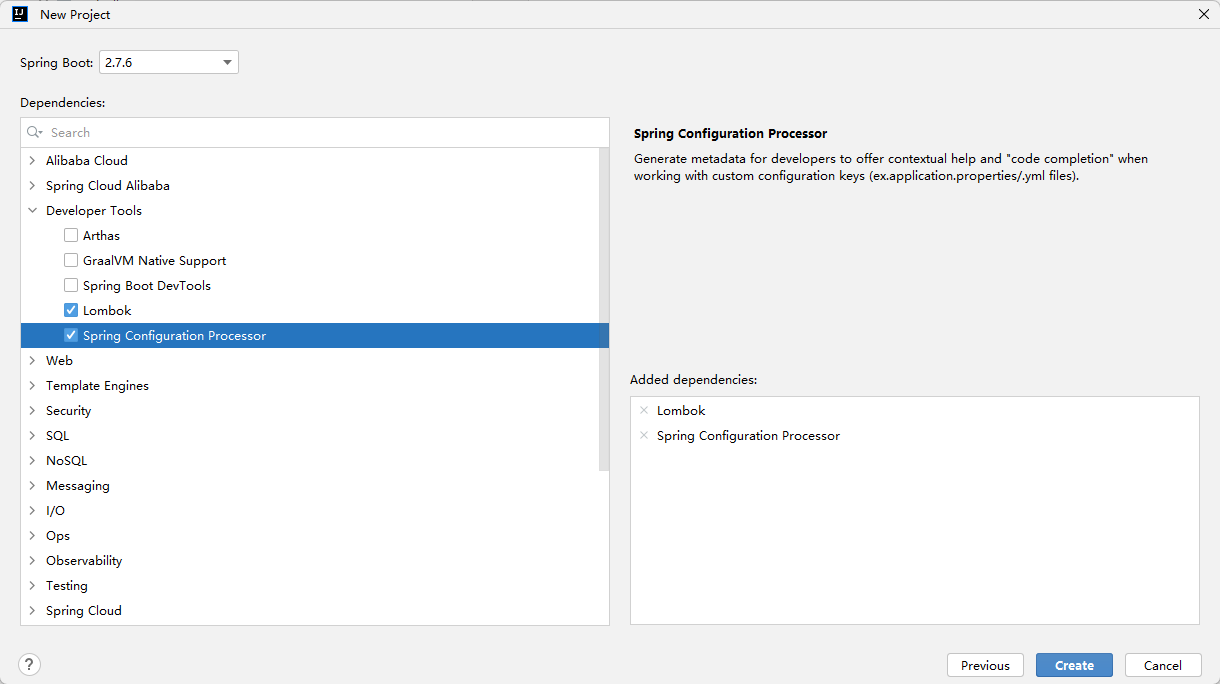 New Project
Spring Boot: 2.7.6
Dependencies:
Search
Alibaba Cloud
Spring Cloud Alibaba
Developer Tools
Arthas
GraalVM Native Support
Spring Boot DevTools
Lombok
Spring Configuration Processor
Web
Template Engines
Security
SQL
NoSQL
Messaging
I/O
Ops
Observability
Testing
Spring Cloud
Spring Configuration Processor
Generate metadata for developers to offer contextual help and "code completion" when
working with custom configuration keys (ex.application.properties/.yml files).
Added dependencies:
Lombok
Spring Configuration Processor
?
Previous
Create
Cancel